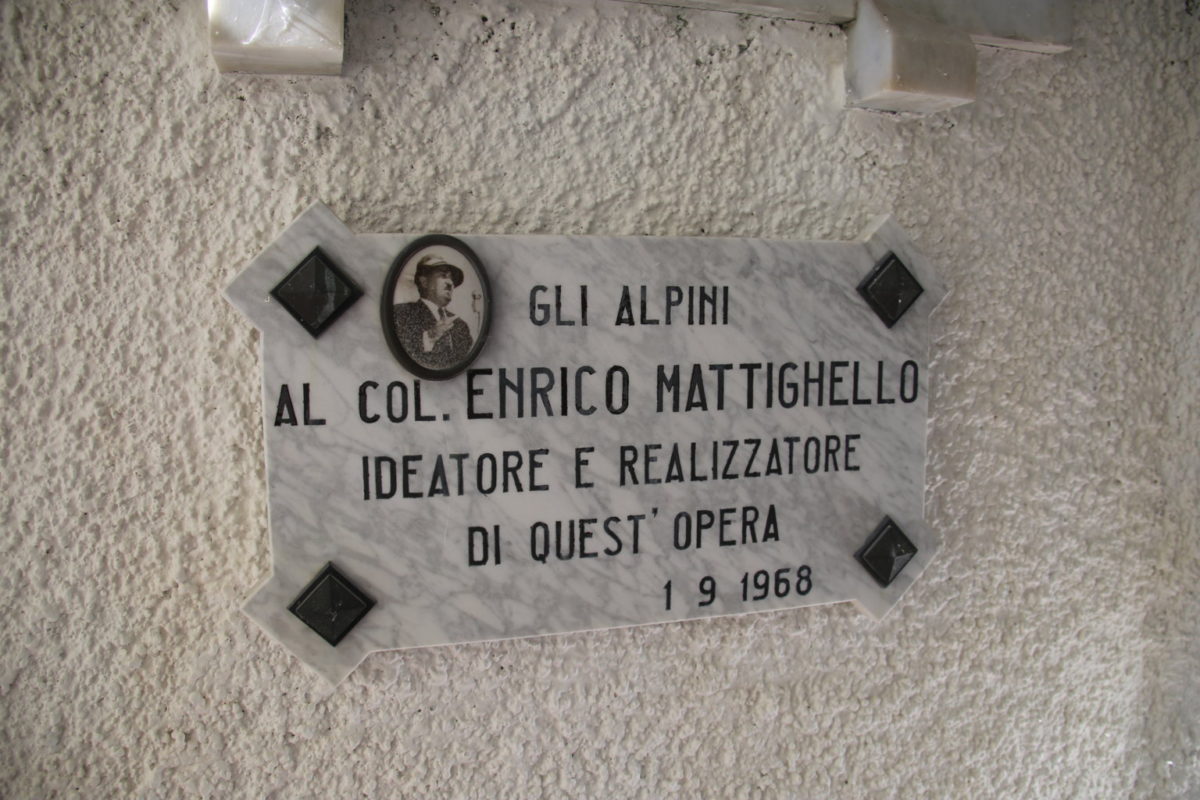 GLI ALPINI
AL COL. ENRICO MATTIGHELLO
IDEATORE E REALIZZATORE
DI QUEST' OPERA
1 9 1968